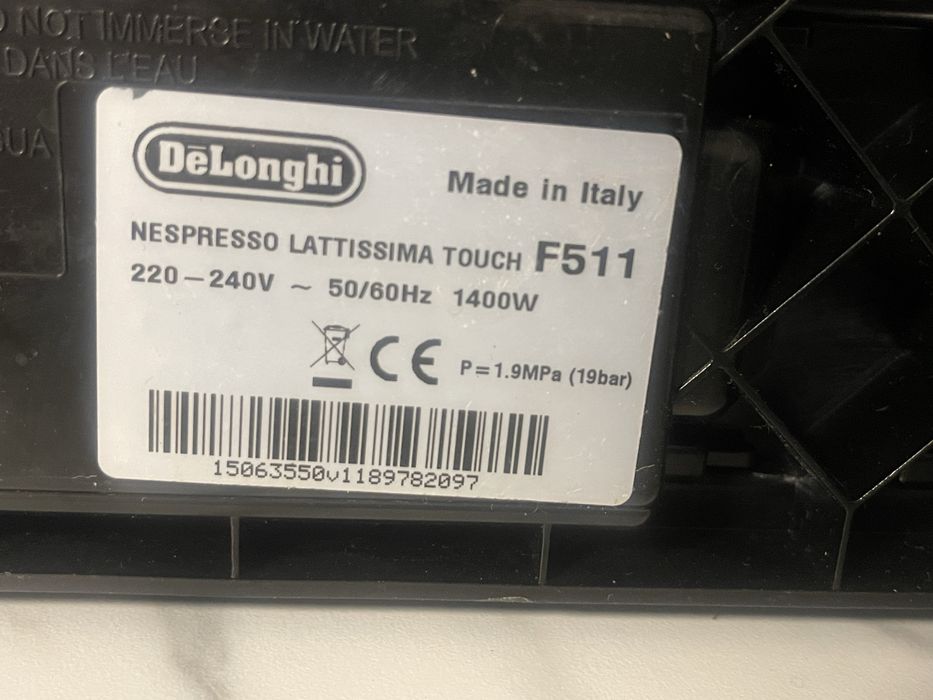 NOT IMMERSE IN WATER
DANS L'EAU
DēLonghi
Made in Italy
NESPRESSO LATTISSIMA TOUCH F511
220–240V ~ 50/60Hz 1400W
CE P=1.9MPa (19bar)
15063550v1189782097